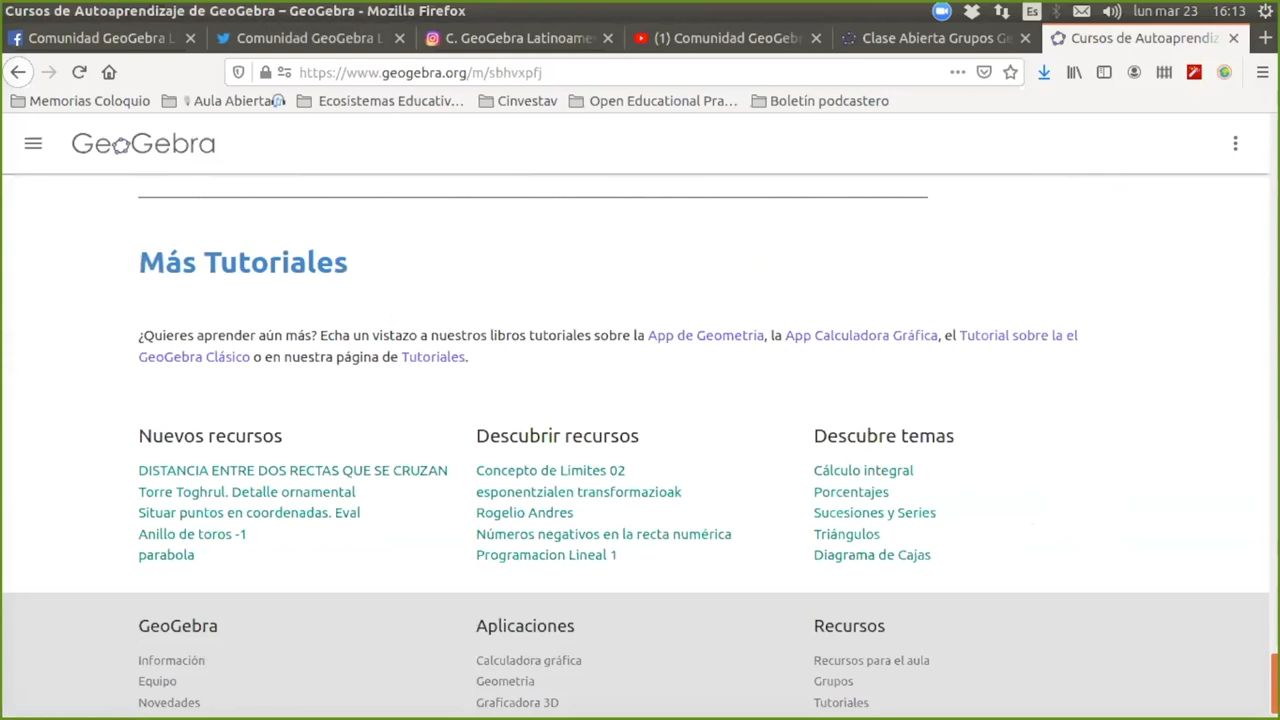 Cursos de Autoaprendizaje de GeoGebra – GeoGebra - Mozilla Firefox
Es
lun mar 23
16:13
Comunidad GeoGebra L
Comunidad GeoGebra L
C. GeoGebra Latinoame
(1) Comunidad GeoGeb
Clase Abierta Grupos Ge
Cursos de Autoaprendiz
https://www.geogebra.org/m/sbhvxpfj
Memorias Coloquio
Aula Abierta
Ecosistemas Educatív...
Cinvestav
Open Educational Pra...
Boletín podcastero
GeoGebra
Más Tutoriales
¿Quieres aprender aún más? Echa un vistazo a nuestros libros tutoriales sobre la App de Geometria, la App Calculadora Gráfica, el Tutorial sobre la el
GeoGebra Clásico o en nuestra página de Tutoriales.
Nuevos recursos
DISTANCIA ENTRE DOS RECTAS QUE SE CRUZAN
Torre Toghrul. Detalle ornamental
Situar puntos en coordenadas. Eval
Anillo de toros -1
parabola
Descubrir recursos
Concepto de Limites 02
esponentzialen transformazioak
Rogelio Andres
Números negativos en la recta numérica
Programacion Lineal 1
Descubre temas
Cálculo integral
Porcentajes
Sucesiones y Series
Triángulos
Diagrama de Cajas
GeoGebra
Información
Equipo
Novedades
Aplicaciones
Calculadora gráfica
Geometría
Graficadora 3D
Recursos
Recursos para el aula
Grupos
Tutoriales